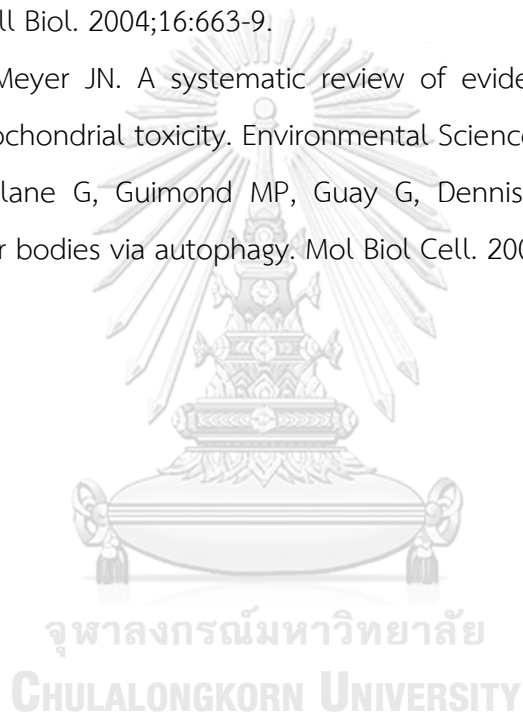 ll Biol. 2004;16:663-9.
Meyer JN. A systematic review of evide
ochondrial toxicity. Environmental Science
lane G, Guimond MP, Guay G, Dennis
r bodies via autophagy. Mol Biol Cell. 200
จุฬาลงกรณ์มหาวิทยาลัย
CHULALONGKORN UNIVERSITY